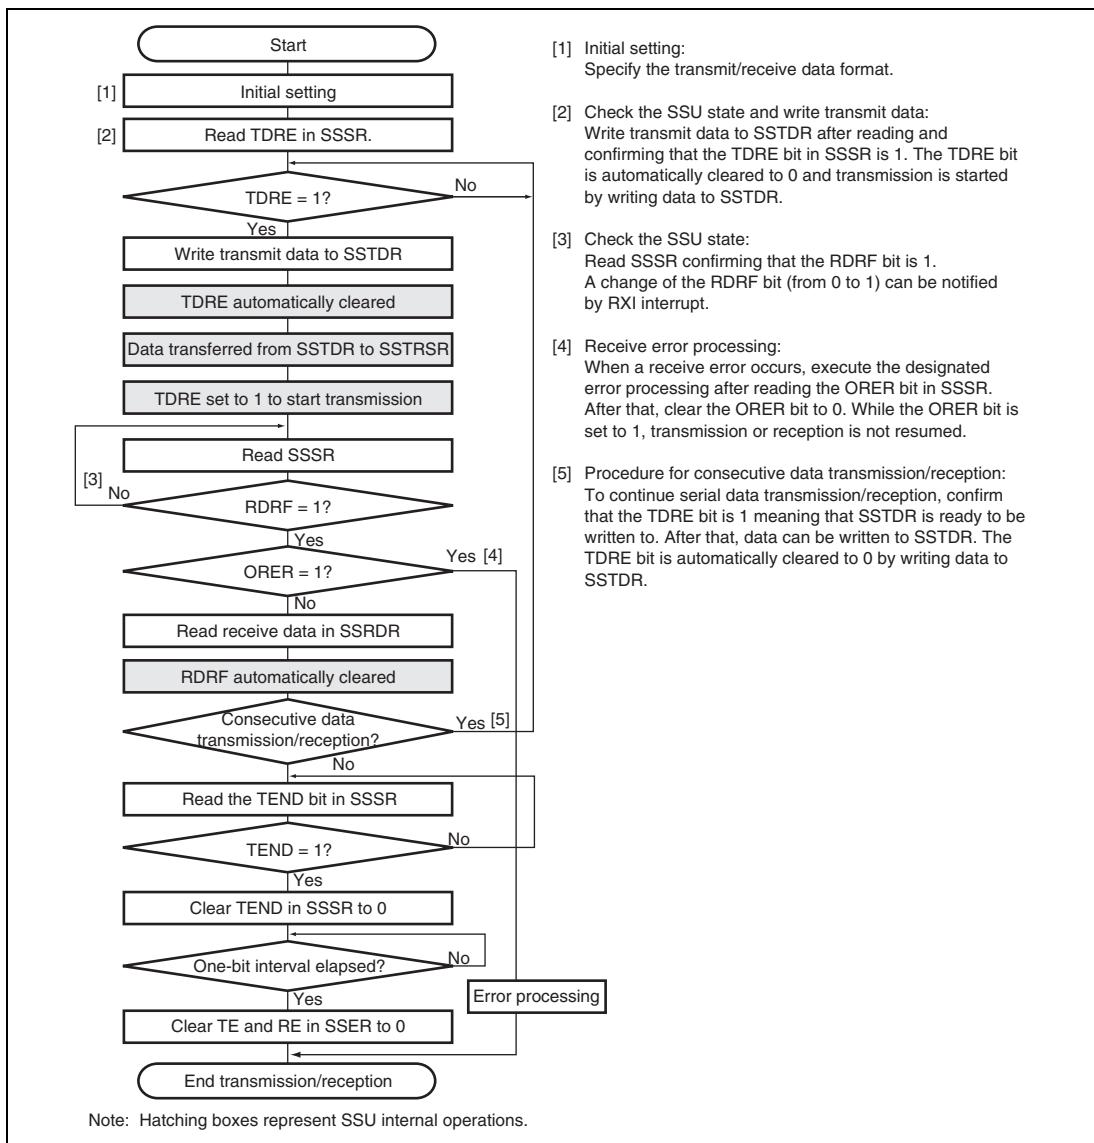 Start
[1] Initial setting
[2] Read TDRE in SSSR.
TDRE = 1?
No
Yes
Write transmit data to SSTDR
TDRE automatically cleared
Data transferred from SSTDR to SSTRSR
TDRE set to 1 to start transmission
Read SSSR
[3]
No
RDRF = 1?
Yes
Yes [4]
ORER = 1?
No
Read receive data in SSRDR
RDRF automatically cleared
Consecutive data
transmission/reception?
Yes [5]
No
Read the TEND bit in SSSR
TEND = 1?
No
Yes
Clear TEND in SSSR to 0
One-bit interval elapsed?
No
Yes
Error processing
Clear TE and RE in SSER to 0
End transmission/reception
[1] Initial setting:
Specify the transmit/receive data format.
[2] Check the SSU state and write transmit data:
Write transmit data to SSTDR after reading and
confirming that the TDRE bit in SSSR is 1. The TDRE bit
is automatically cleared to 0 and transmission is started
by writing data to SSTDR.
[3] Check the SSU state:
Read SSSR confirming that the RDRF bit is 1.
A change of the RDRF bit (from 0 to 1) can be notified
by RXI interrupt.
[4] Receive error processing:
When a receive error occurs, execute the designated
error processing after reading the ORER bit in SSSR.
After that, clear the ORER bit to 0. While the ORER bit is
set to 1, transmission or reception is not resumed.
[5] Procedure for consecutive data transmission/reception:
To continue serial data transmission/reception, confirm
that the TDRE bit is 1 meaning that SSTDR is ready to be
written to. After that, data can be written to SSTDR. The
TDRE bit is automatically cleared to 0 by writing data to
SSTDR.
Note: Hatching boxes represent SSU internal operations.